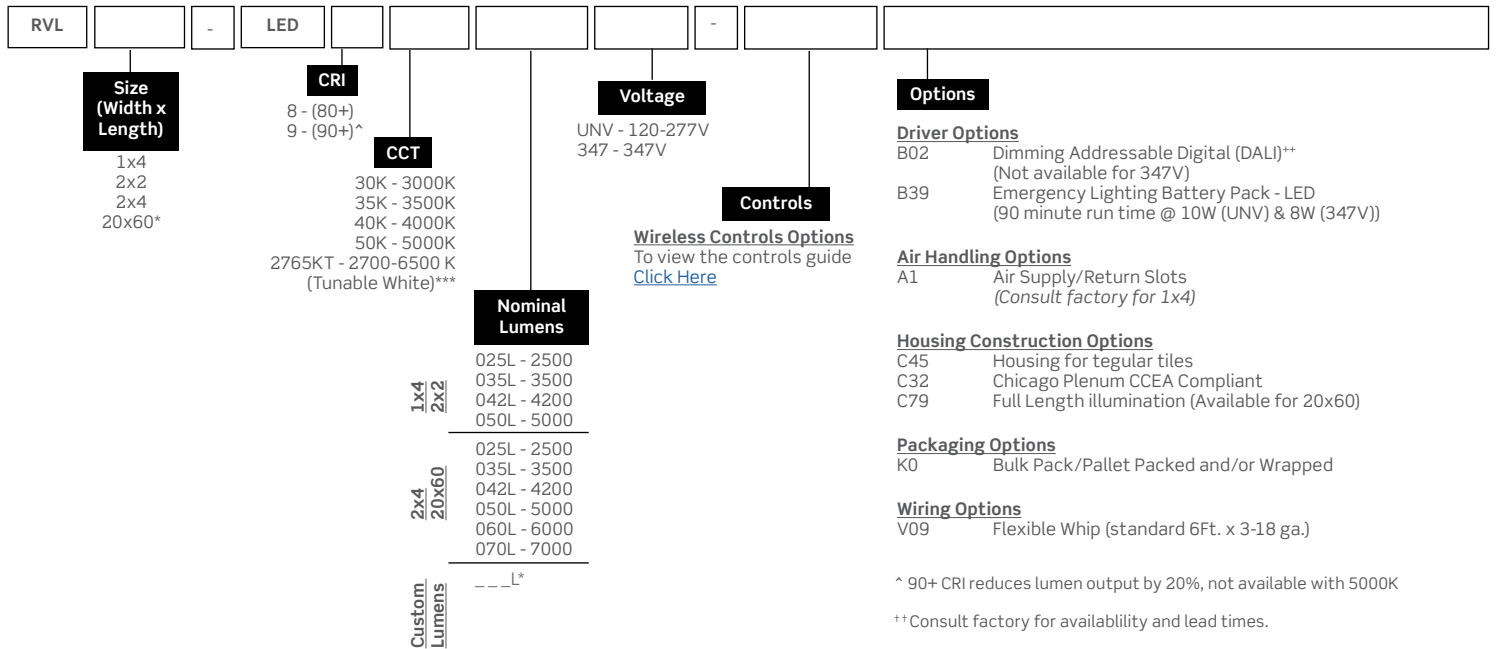 RVL - LED -
Size
(Width x
Length)
1x4
2x2
2x4
20x60*
CRI
8 - (80+)
9 - (90+)^
CCT
30K - 3000K
35K - 3500K
40K - 4000K
50K - 5000K
2765KT - 2700-6500 K
(Tunable White)***
Nominal
Lumens
1x4
2x2
025L - 2500
035L - 3500
042L - 4200
050L - 5000
2x4
20x60
025L - 2500
035L - 3500
042L - 4200
050L - 5000
060L - 6000
070L - 7000
Custom
Lumens
_ _ _L*
Voltage
UNV - 120-277V
347 - 347V
Controls
Wireless Controls Options
To view the controls guide
Click Here
Options
Driver Options
B02 Dimming Addressable Digital (DALI)††
(Not available for 347V)
B39 Emergency Lighting Battery Pack - LED
(90 minute run time @ 10W (UNV) & 8W (347V))
Air Handling Options
A1 Air Supply/Return Slots
(Consult factory for 1x4)
Housing Construction Options
C45 Housing for tegular tiles
C32 Chicago Plenum CCEA Compliant
C79 Full Length illumination (Available for 20x60)
Packaging Options
K0 Bulk Pack/Pallet Packed and/or Wrapped
Wiring Options
V09 Flexible Whip (standard 6Ft. x 3-18 ga.)
^ 90+ CRI reduces lumen output by 20%, not available with 5000K
††Consult factory for availablility and lead times.